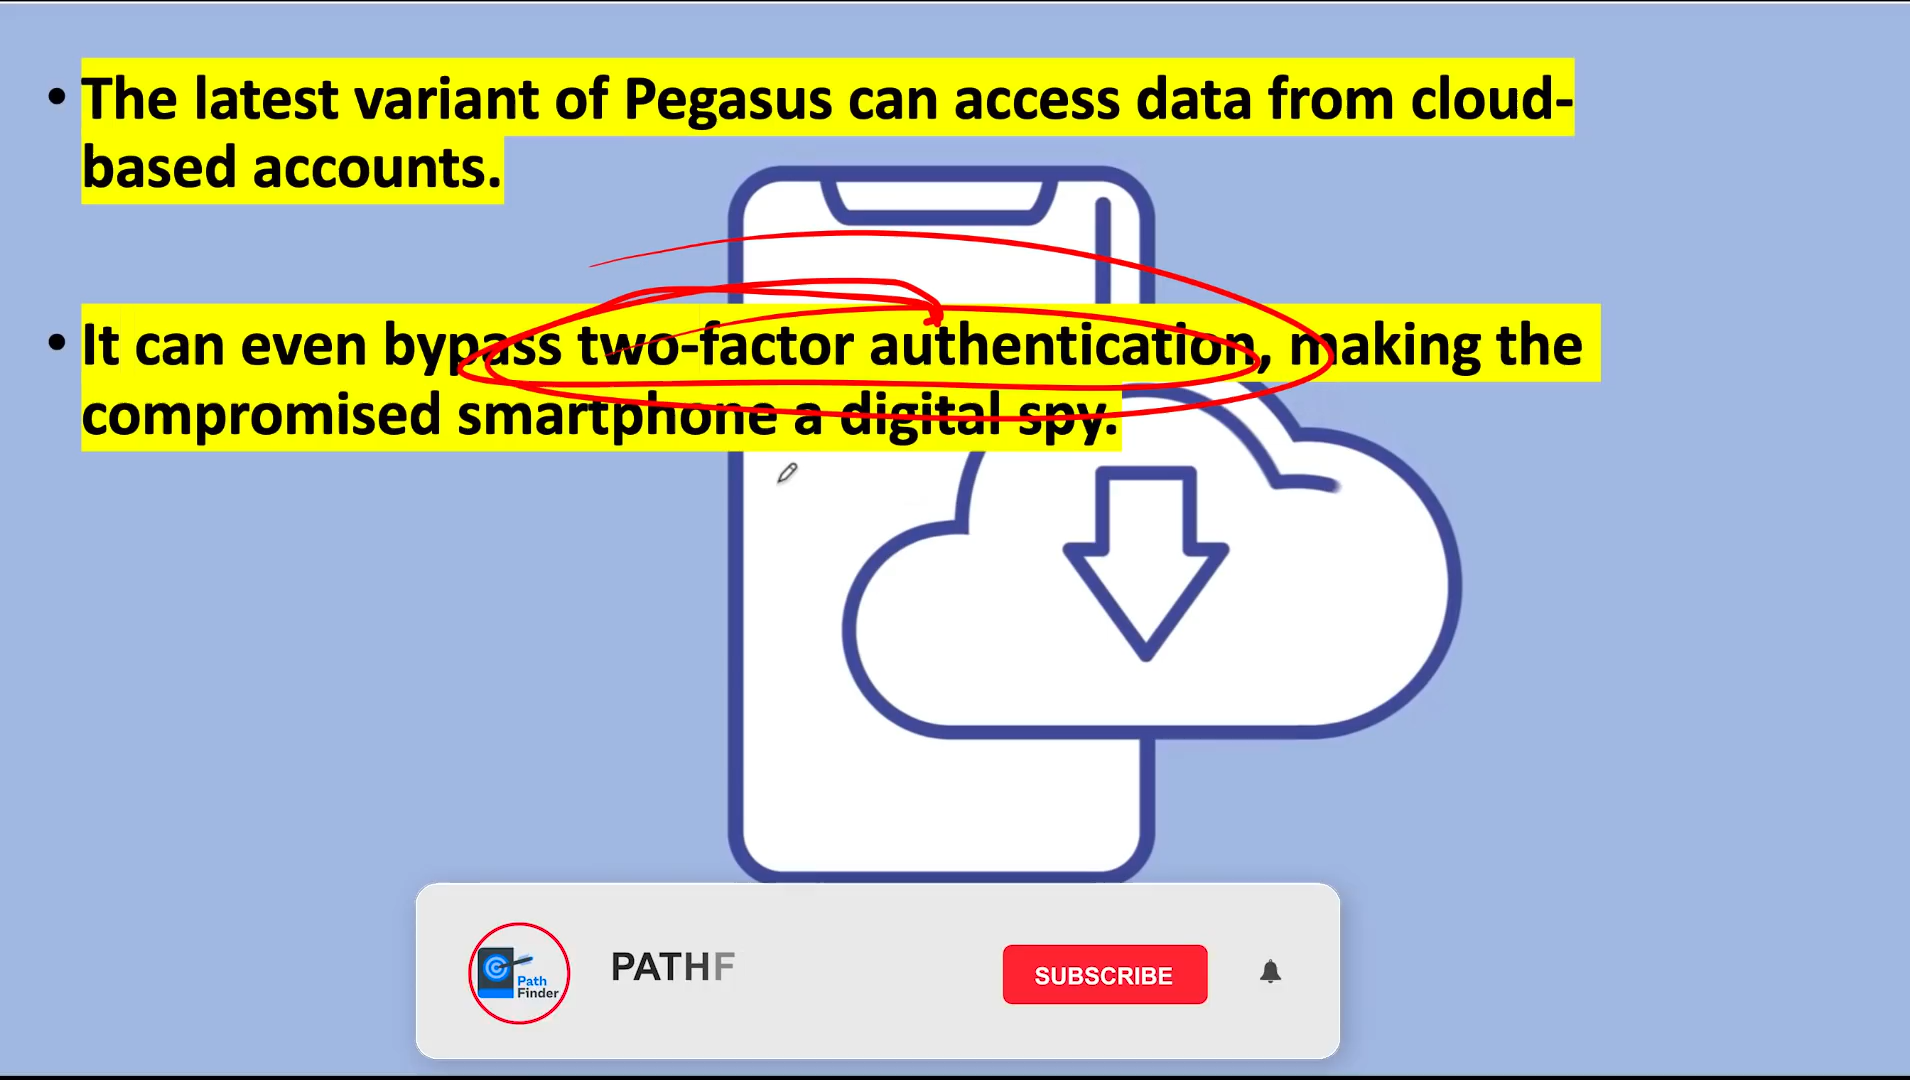 • The latest variant of Pegasus can access data from cloud-
based accounts.
• It can even bypass two-factor authentication, making the
compromised smartphone a digital spy.
Path
Finder
PATHF
SUBSCRIBE